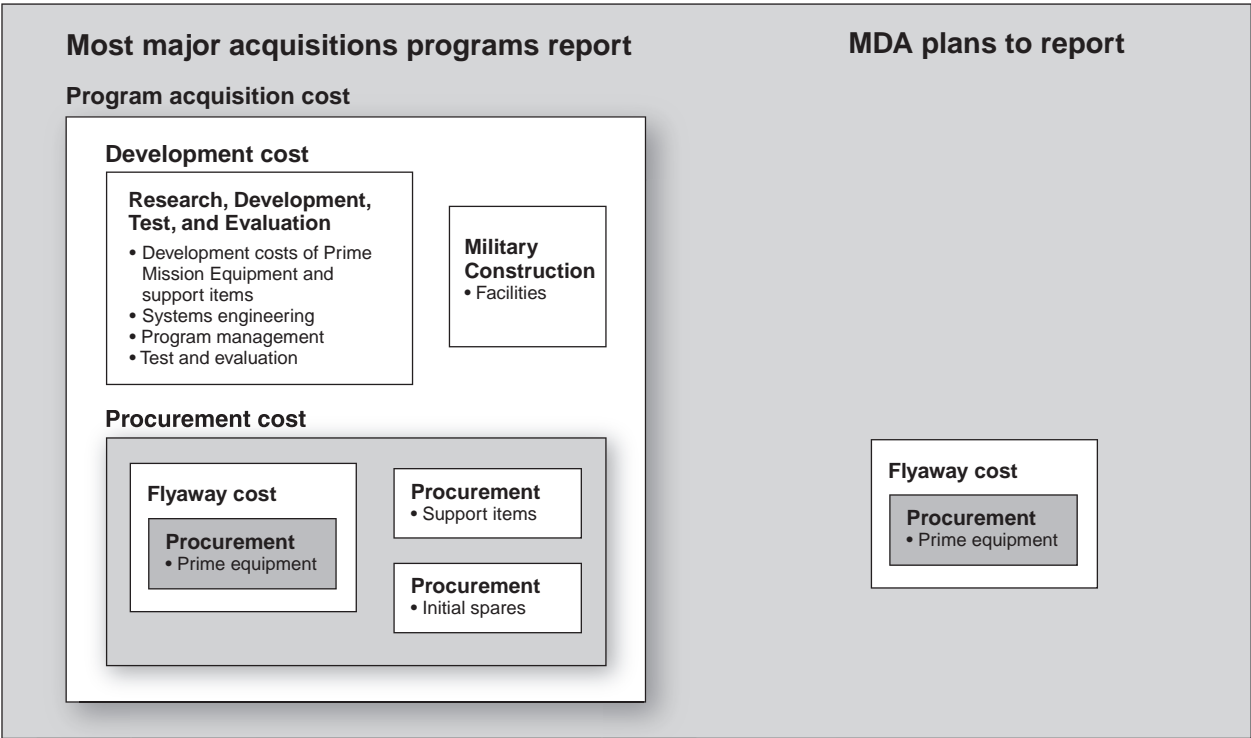 Most major acquisitions programs report
MDA plans to report
Program acquisition cost
Development cost
Research, Development,
Test, and Evaluation
• Development costs of Prime
Mission Equipment and
support items
• Systems engineering
• Program management
• Test and evaluation
Military
Construction
• Facilities
Procurement cost
Flyaway cost
Procurement
• Prime equipment
Procurement
• Support items
Procurement
• Initial spares
Flyaway cost
Procurement
• Prime equipment